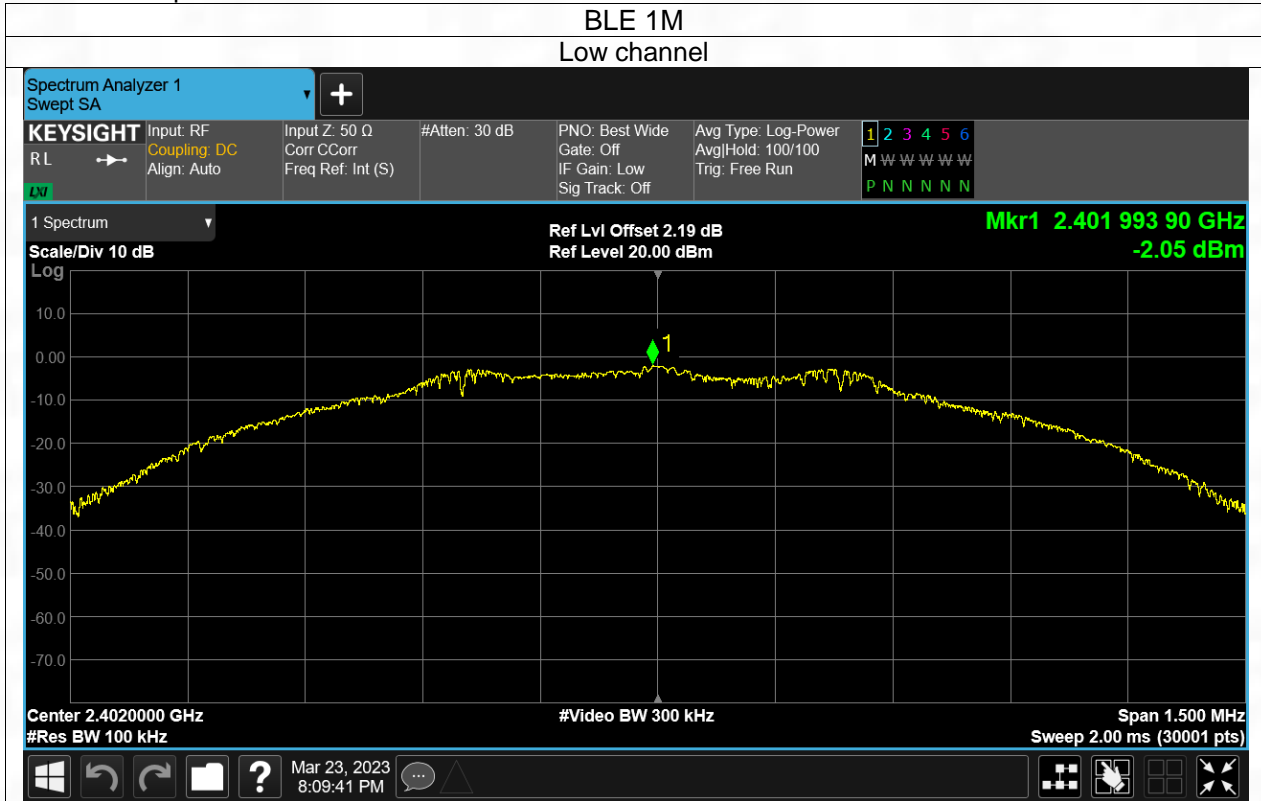 BLE 1M
Low channel
Spectrum Analyzer 1
Swept SA
KEYSIGHT
R L
LXI
Input: RF
Coupling: DC
Align: Auto
Input Z: 50 Ω
Corr CCorr
Freq Ref: Int (S)
#Atten: 30 dB
PNO: Best Wide
Gate: Off
IF Gain: Low
Sig Track: Off
Avg Type: Log-Power
Avg|Hold: 100/100
Trig: Free Run
1 2 3 4 5 6
M W W W W W
P N N N N N
1 Spectrum
Scale/Div 10 dB
Ref Lvl Offset 2.19 dB
Ref Level 20.00 dBm
Mkr1 2.401 993 90 GHz
-2.05 dBm
Log
10.0
0.00
-10.0
-20.0
-30.0
-40.0
-50.0
-60.0
-70.0
1
Center 2.4020000 GHz
#Res BW 100 kHz
#Video BW 300 kHz
Span 1.500 MHz
Sweep 2.00 ms (30001 pts)
?
Mar 23, 2023
8:09:41 PM